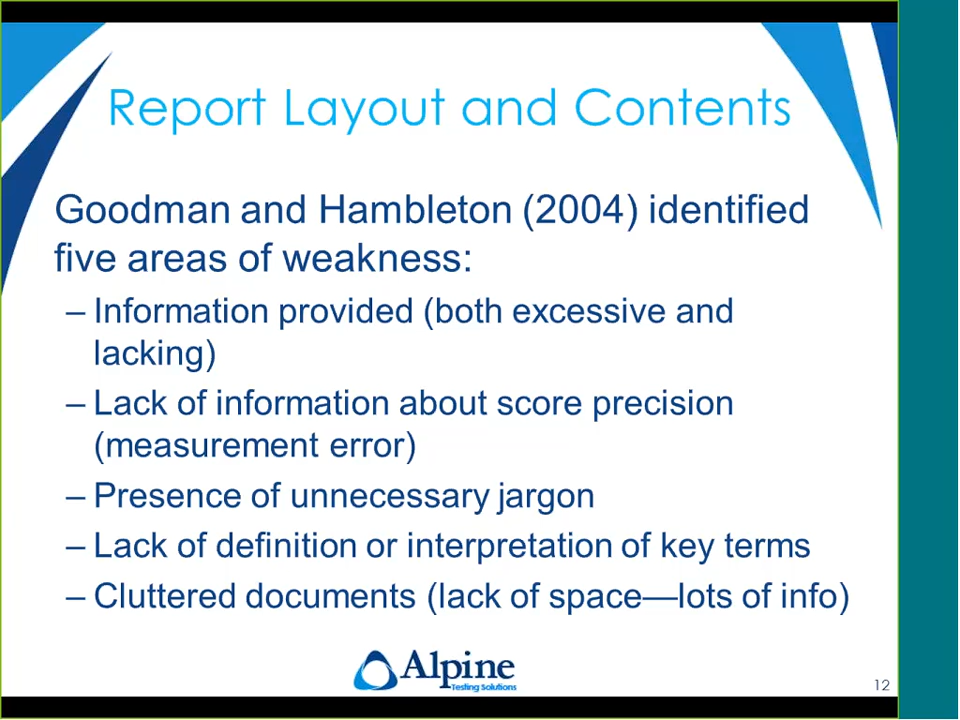 Report Layout and Contents
Goodman and Hambleton (2004) identified
five areas of weakness:
– Information provided (both excessive and
lacking)
– Lack of information about score precision
(measurement error)
– Presence of unnecessary jargon
– Lack of definition or interpretation of key terms
– Cluttered documents (lack of space—lots of info)
Alpine
Testing Solutions
12